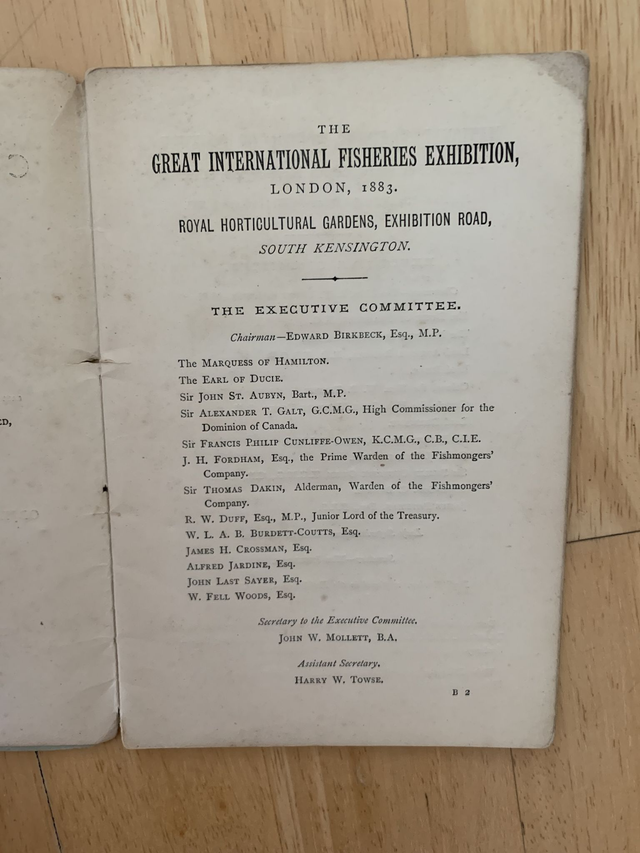 THE
GREAT INTERNATIONAL FISHERIES EXHIBITION,
LONDON, 1883.
ROYAL HORTICULTURAL GARDENS, EXHIBITION ROAD,
SOUTH KENSINGTON.
THE EXECUTIVE COMMITTEE.
Chairman—EDWARD BIRKBECK, Esq., M.P.
The MARQUESS OF HAMILTON.
The EARL OF DUCIE.
Sir JOHN ST. AUBYN, Bart., M.P.
Sir ALEXANDER T. GALT, G.C.M.G., High Commissioner for the
Dominion of Canada.
Sir FRANCIS PHILIP CUNLIFFE-OWEN, K.C.M.G., C.B., C.I.E.
J. H. FORDHAM, Esq., the Prime Warden of the Fishmongers'
Company.
Sir THOMAS DAKIN, Alderman, Warden of the Fishmongers'
Company.
R. W. DUFF, Esq., M.P., Junior Lord of the Treasury.
W. L. A. B. BURDETT-COUTTS, Esq.
JAMES H. CROSSMAN, Esq.
ALFRED JARDINE, Esq.
JOHN LAST SAYER, Esq.
W. FELL WOODS, Esq.
Secretary to the Executive Committee.
JOHN W. MOLLETT, B.A.
Assistant Secretary.
HARRY W. TOWSE.
B 2